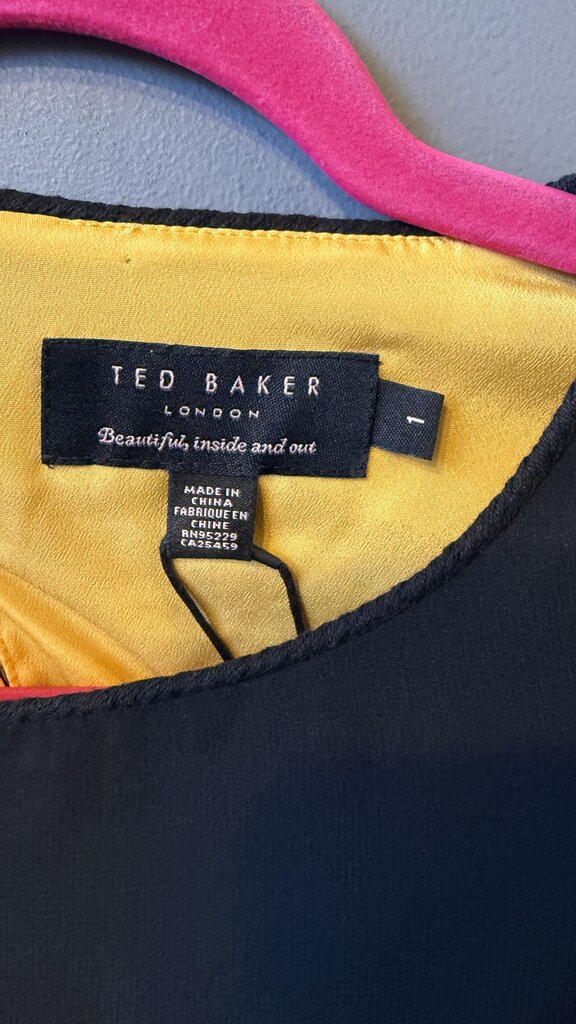 TED BAKER
LONDON
Beautiful, inside and out
1
MADE IN
CHINA
FABRIQUE EN
CHINE
RN95229
CA25459